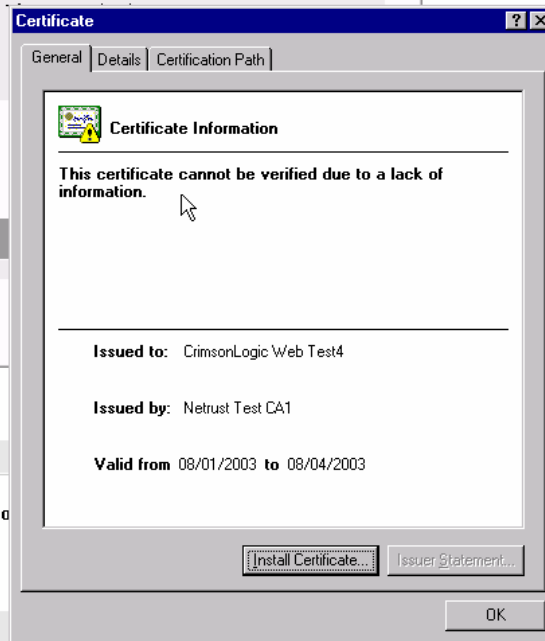 Certificate
General Details Certification Path
Certificate Information
This certificate cannot be verified due to a lack of
information.
Issued to: CrimsonLogic Web Test4
Issued by: Netrust Test CA1
Valid from 08/01/2003 to 08/04/2003
Install Certificate... Issuer Statement...
OK